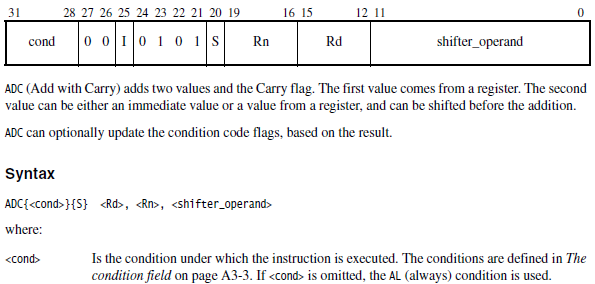 31 28 27 26 25 24 23 22 21 20 19 16 15 12 11 0
cond 0 0 I 0 1 0 1 S Rn Rd shifter_operand
ADC (Add with Carry) adds two values and the Carry flag. The first value comes from a register. The second
value can be either an immediate value or a value from a register, and can be shifted before the addition.
ADC can optionally update the condition code flags, based on the result.
Syntax
ADC{<cond>}{S} <Rd>, <Rn>, <shifter_operand>
where:
<cond> Is the condition under which the instruction is executed. The conditions are defined in The
condition field on page A3-3. If <cond> is omitted, the AL (always) condition is used.